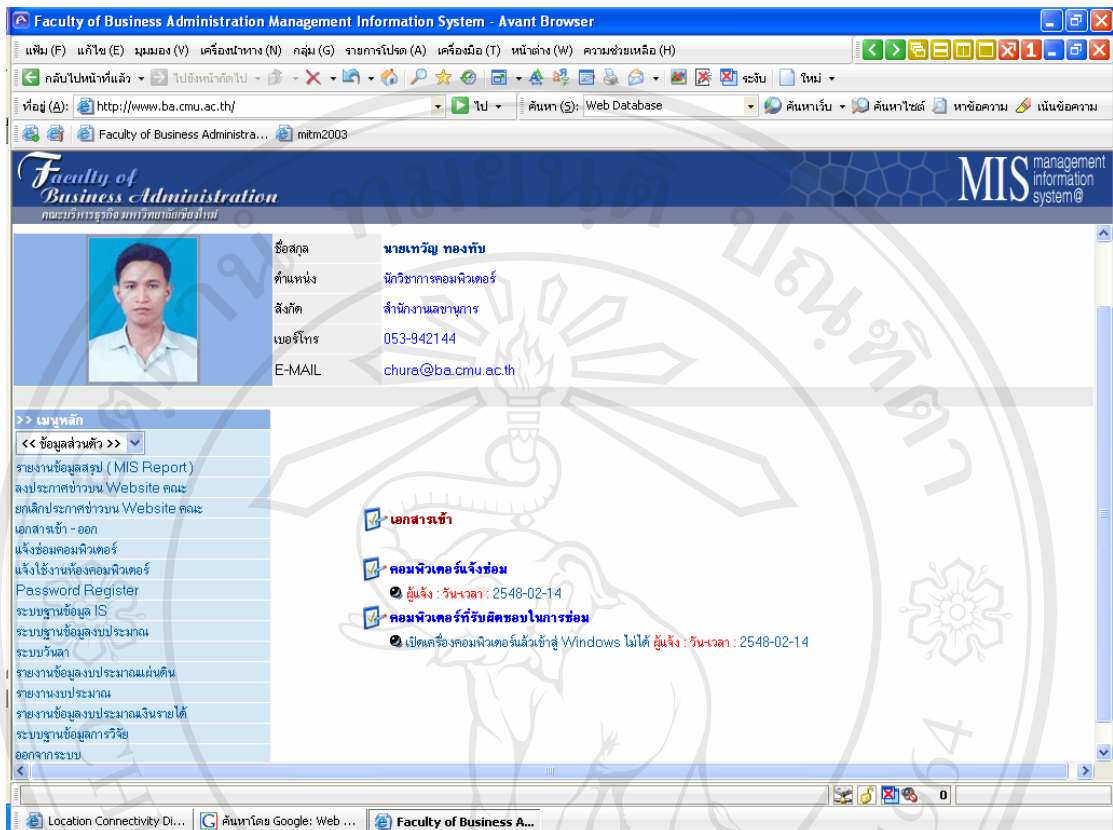 Faculty of Business Administration Management Information System - Avant Browser
แฟ้ม (F) แก้ไข (E) มุมมอง (V) เครื่องนำทาง (N) กลุ่ม (G) รายการโปรด (A) เครื่องมือ (T) หน้าต่าง (W) ความช่วยเหลือ (H)
กลับไปหน้าที่แล้ว ไปยังหน้าถัดไป ระงับ ใหม่
ที่อยู่ (A): http://www.ba.cmu.ac.th/ ไป ค้นหา (S): Web Database ค้นหาเว็บ ค้นหาไซต์ หาข้อความ เน้นข้อความ
Faculty of Business Administra... mitm2003
Faculty of
Business Administration
คณะบริหารธุรกิจ มหาวิทยาลัยเชียงใหม่
MIS management information system@
ชื่อสกุล นายเทวัญ ทองทับ
ตำแหน่ง นักวิชาการคอมพิวเตอร์
สังกัด สำนักงานเลขานุการ
เบอร์โทร 053-942144
E-MAIL chura@ba.cmu.ac.th
>> เมนูหลัก
<< ข้อมูลส่วนตัว >>
รายงานข้อมูลสรุป ( MIS Report )
ลงประกาศข่าวบน Website คณะ
ยกเลิกประกาศข่าวบน Website คณะ
เอกสารเข้า - ออก
แจ้งซ่อมคอมพิวเตอร์
แจ้งใช้งานห้องคอมพิวเตอร์
Password Register
ระบบฐานข้อมูล IS
ระบบฐานข้อมูลงบประมาณ
ระบบวันลา
รายงานข้อมูลงบประมาณแผ่นดิน
รายงานงบประมาณ
รายงานข้อมูลงบประมาณเงินรายได้
ระบบฐานข้อมูลการวิจัย
ออกจากระบบ
เอกสารเข้า
คอมพิวเตอร์แจ้งซ่อม
ผู้แจ้ง : วัน-เวลา : 2548-02-14
คอมพิวเตอร์ที่รับผิดชอบในการซ่อม
เปิดเครื่องคอมพิวเตอร์แล้วเข้าสู่ Windows ไม่ได้ ผู้แจ้ง : วัน-เวลา : 2548-02-14
0
Location Connectivity Di... ค้นหาโดย Google: Web ... Faculty of Business A...